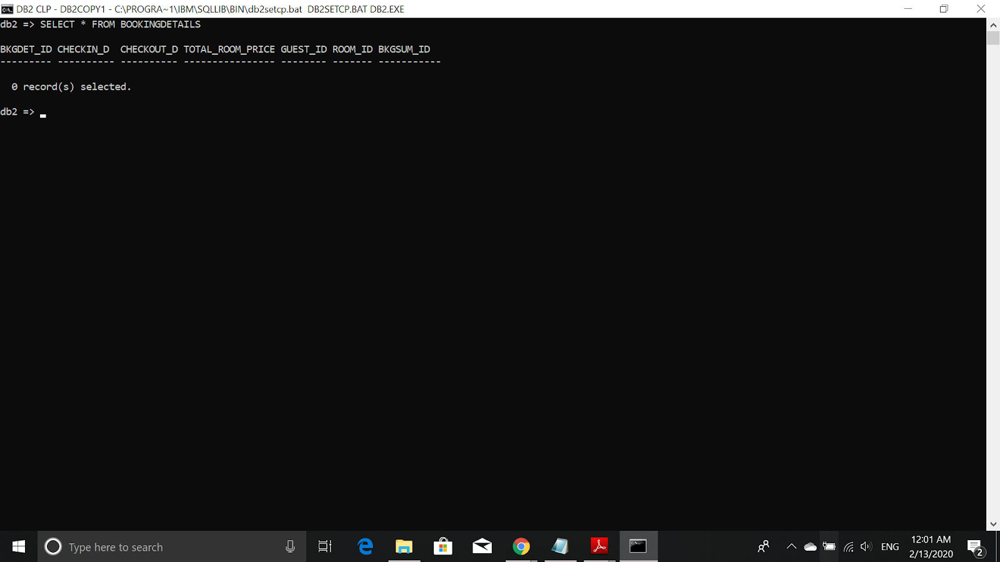 DB2 CLP - DB2COPY1 - C:\PROGRA~1\IBM\SQLLIB\BIN\db2setcp.bat  DB2SETCP.BAT DB2.EXE
db2 => SELECT * FROM BOOKINGDETAILS
BKGDET_ID CHECKIN_D  CHECKOUT_D TOTAL_ROOM_PRICE GUEST_ID ROOM_ID BKGSUM_ID
--------- ---------- ---------- ---------------- -------- ------- -----------
  0 record(s) selected.
db2 =>
Type here to search
ENG
12:01 AM
2/13/2020
2